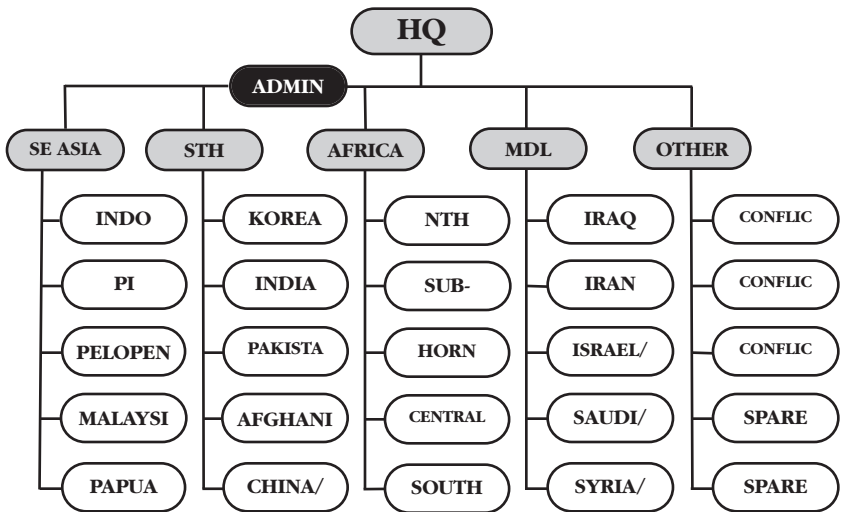 HQ
ADMIN
SE ASIA
STH
AFRICA
MDL
OTHER
INDO
KOREA
NTH
IRAQ
CONFLIC
PI
INDIA
SUB-
IRAN
CONFLIC
PELOPEN
PAKISTA
HORN
ISRAEL/
CONFLIC
MALAYSI
AFGHANI
CENTRAL
SAUDI/
SPARE
PAPUA
CHINA/
SOUTH
SYRIA/
SPARE